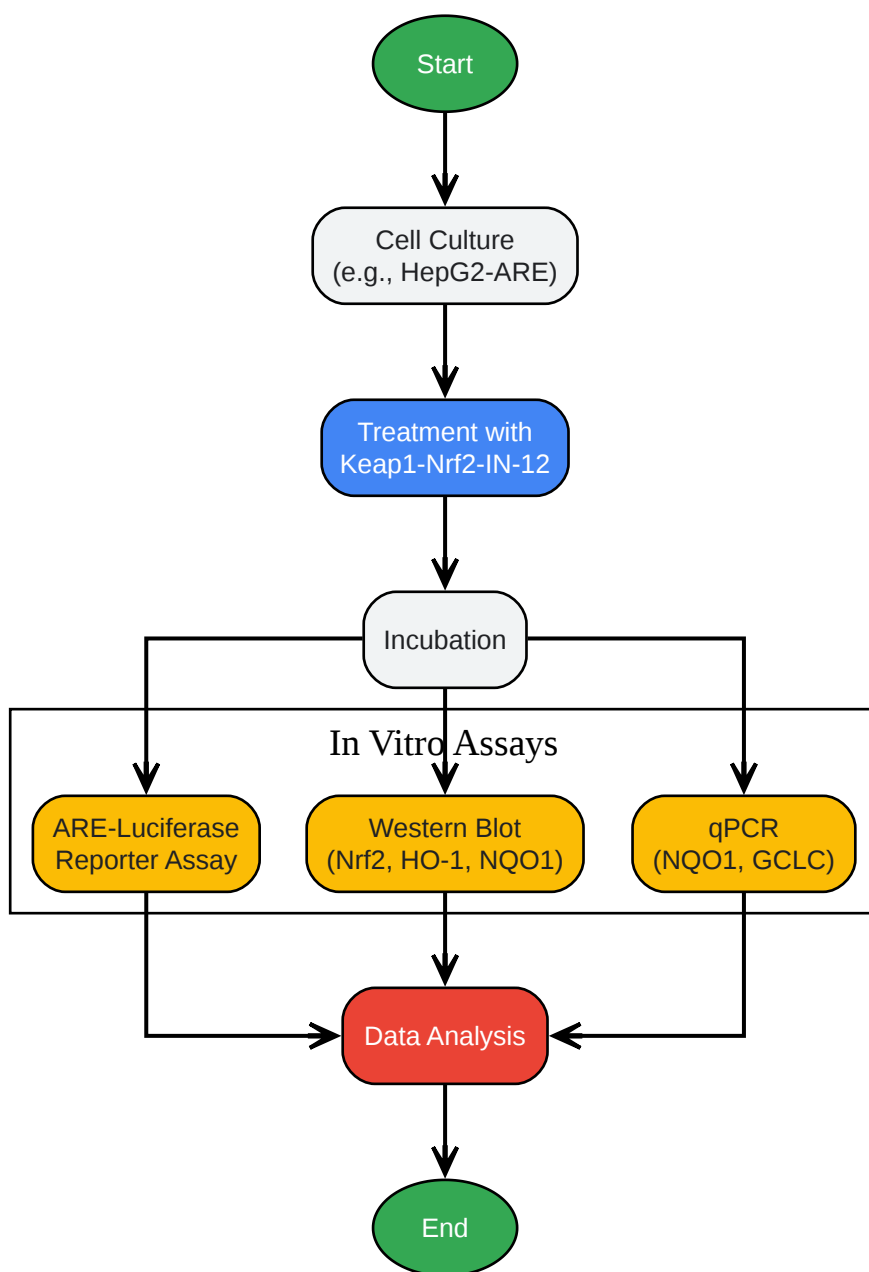 Start
Cell Culture
(e.g., HepG2-ARE)
Treatment with
Keap1-Nrf2-IN-12
Incubation
In Vitro Assays
ARE-Luciferase
Reporter Assay
Western Blot
(Nrf2, HO-1, NQO1)
qPCR
(NQO1, GCLC)
Data Analysis
End